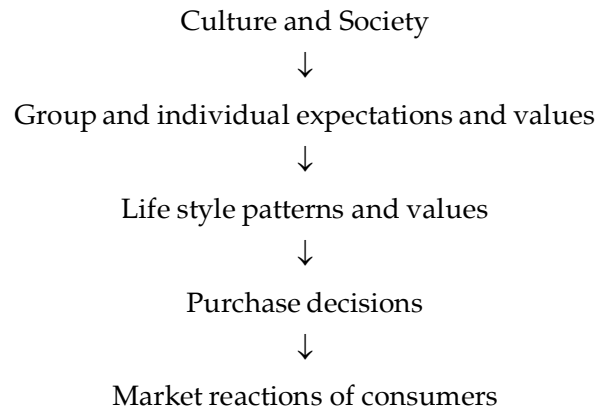 Culture and Society
↓
Group and individual expectations and values
↓
Life style patterns and values
↓
Purchase decisions
↓
Market reactions of consumers